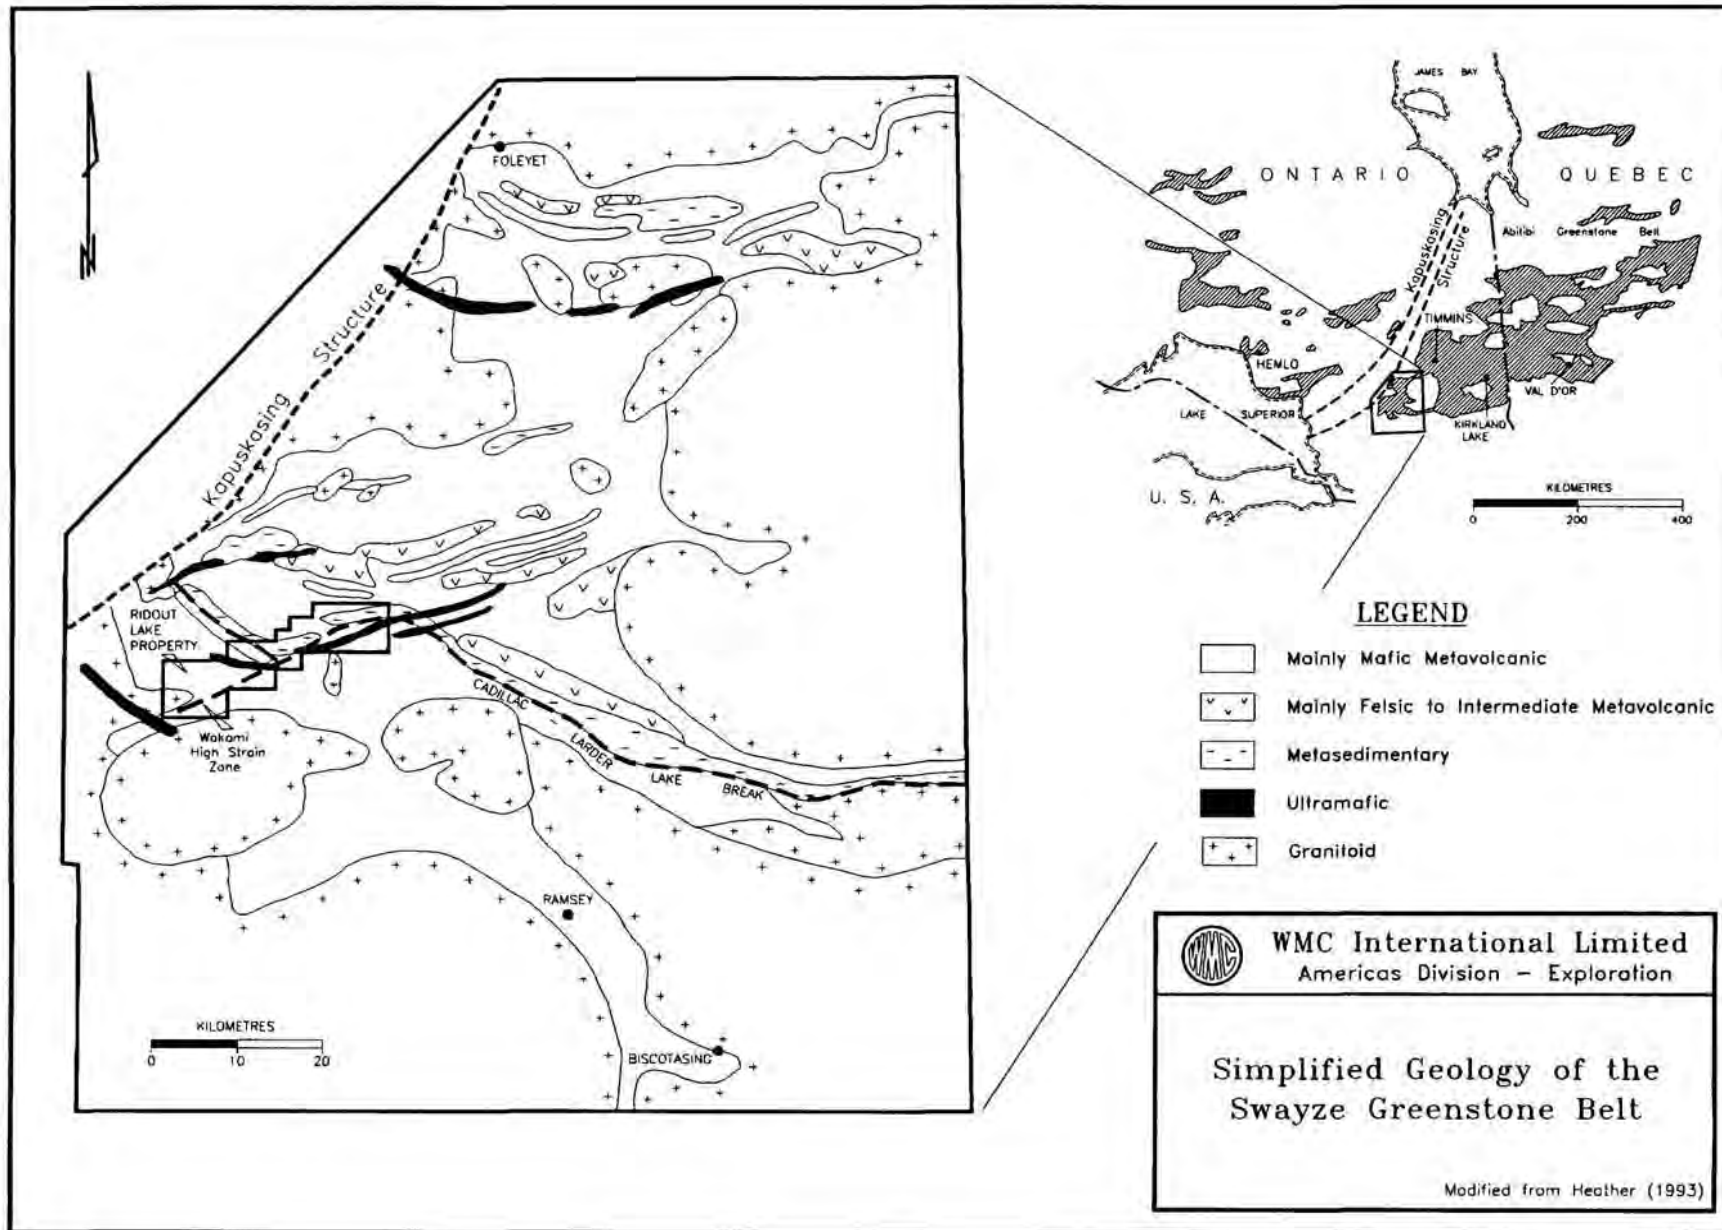 N
FOLEYET
Kapuskasing Structure
RIDOUT
LAKE
PROPERTY
Wakami
High Strain
Zone
CADILLAC
LARDER
LAKE
BREAK
RAMSEY
BISCOTASING
KILOMETRES
0 10 20
JAMES BAY
ONTARIO
QUEBEC
Kapuskasing
Structure
Abitibi Greenstone Belt
TIMMINS
HEMLO
VAL D'OR
LAKE SUPERIOR
KIRKLAND
LAKE
U. S. A.
KILOMETRES
0 200 400
LEGEND
Mainly Mafic Metavolcanic
Mainly Felsic to Intermediate Metavolcanic
Metasedimentary
Ultramafic
Granitoid
WMC
WMC International Limited
Americas Division - Exploration
Simplified Geology of the
Swayze Greenstone Belt
Modified from Heather (1993)